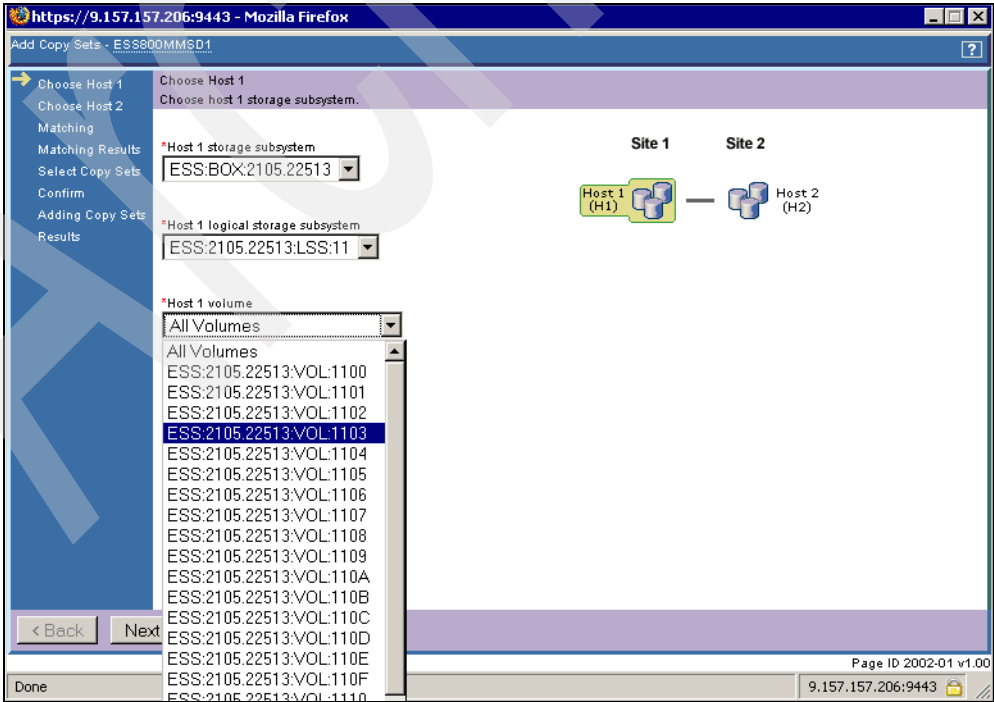 https://9.157.157.206:9443 - Mozilla Firefox
Add Copy Sets - ESS800MMSD1
?
Choose Host 1
Choose Host 2
Matching
Matching Results
Select Copy Sets
Confirm
Adding Copy Sets
Results
Choose Host 1
Choose host 1 storage subsystem.
*Host 1 storage subsystem
ESS:BOX:2105.22513
*Host 1 logical storage subsystem
ESS:2105.22513:LSS:11
*Host 1 volume
All Volumes
All Volumes
ESS:2105.22513:VOL:1100
ESS:2105.22513:VOL:1101
ESS:2105.22513:VOL:1102
ESS:2105.22513:VOL:1103
ESS:2105.22513:VOL:1104
ESS:2105.22513:VOL:1105
ESS:2105.22513:VOL:1106
ESS:2105.22513:VOL:1107
ESS:2105.22513:VOL:1108
ESS:2105.22513:VOL:1109
ESS:2105.22513:VOL:110A
ESS:2105.22513:VOL:110B
ESS:2105.22513:VOL:110C
ESS:2105.22513:VOL:110D
ESS:2105.22513:VOL:110E
ESS:2105.22513:VOL:110F
ESS:2105.22513:VOL:1110
Site 1 Site 2
Host 1
(H1)
Host 2
(H2)
< Back Next
Page ID 2002-01 v1.00
Done
9.157.157.206:9443